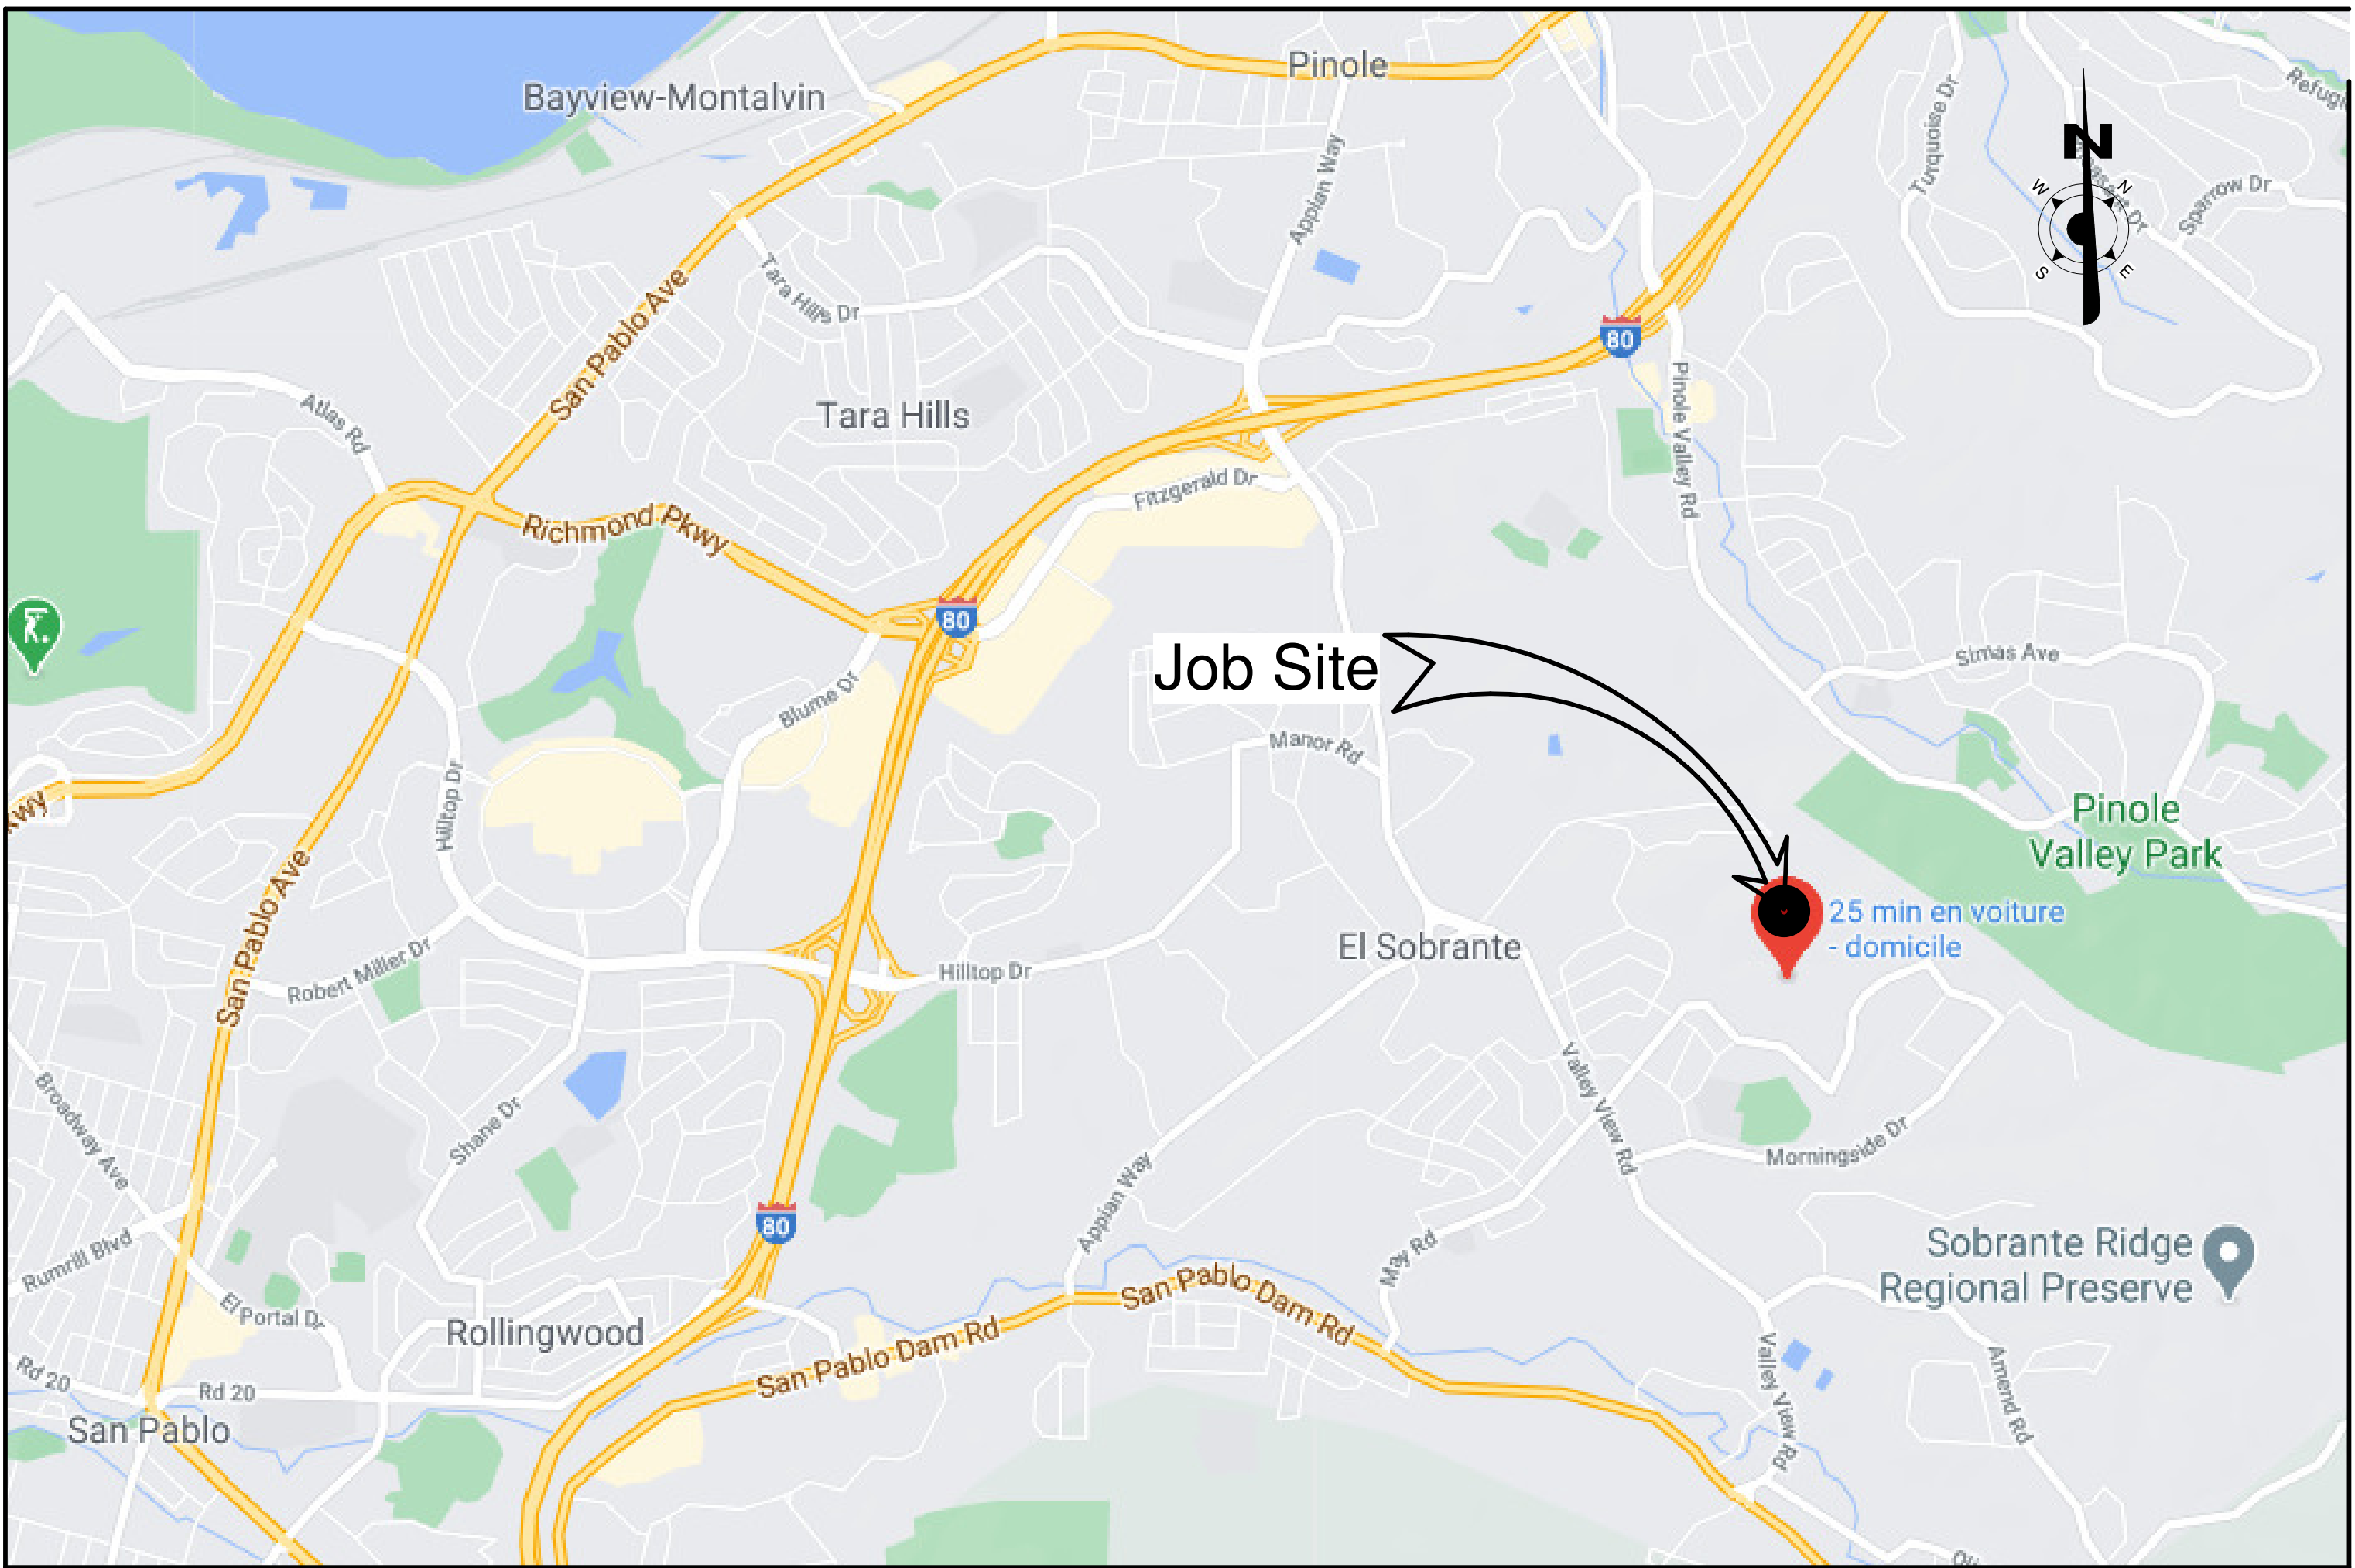 Pinole
Bayview-Montalvin
Refugi
Turquoise Dr
N
W
N
S
E
Sparrow Dr
Appian Way
Tara Hills Dr
San Pablo Ave
80
Tara Hills
Pinole Valley Rd
Atlas Rd
Fitzgerald Dr
Richmond Pkwy
80
Job Site
Simas Ave
Blume Dr
Manor Rd
Hilltop Dr
kwy
Pinole
Valley Park
San Pablo Ave
25 min en voiture
- domicile
El Sobrante
Robert Miller Dr
Hilltop Dr
Valley View Rd
Broadway Ave
Shane Dr
Morningside Dr
Appian Way
80
May Rd
Sobrante Ridge
Regional Preserve
Rumrill Blvd
El Portal D
San Pablo Dam Rd
Rollingwood
San Pablo Dam Rd
Valley View Rd
Amend Rd
Rd 20
Rd 20
San Pablo